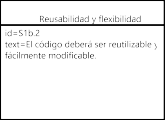 Reusabilidad y flexibilidad
id=S1b.2
text=El código deberá ser reutilizable y
fácilmente modificable.